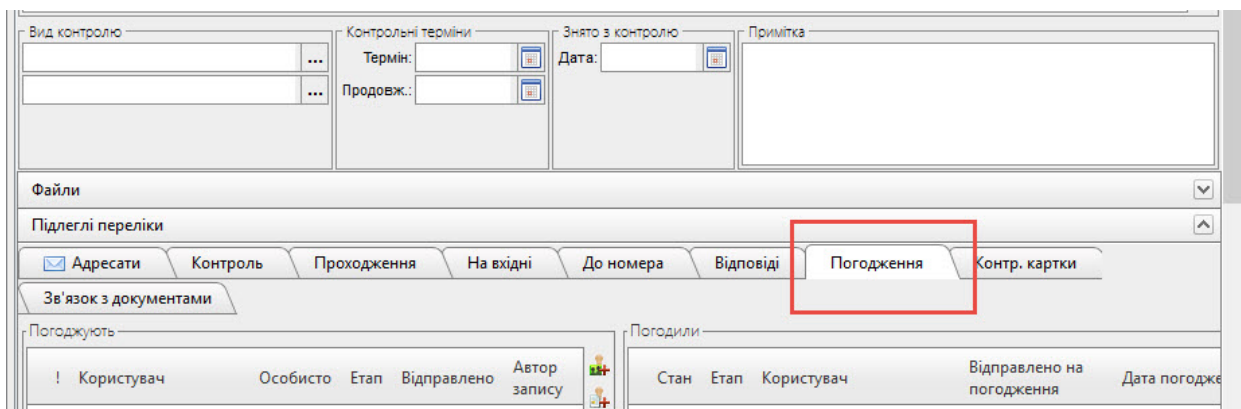 Вид контролю Контрольні терміни Знято з контролю Примітка
... Термін: Дата:
... Продовж.:
Файли
Підлеглі переліки
Адресати Контроль Проходження На вхідні До номера Відповіді Погодження Контр. картки
Зв'язок з документами
Погоджують Погодили
! Користувач Особисто Етап Відправлено Автор запису Стан Етап Користувач Відправлено на погодження Дата погодже